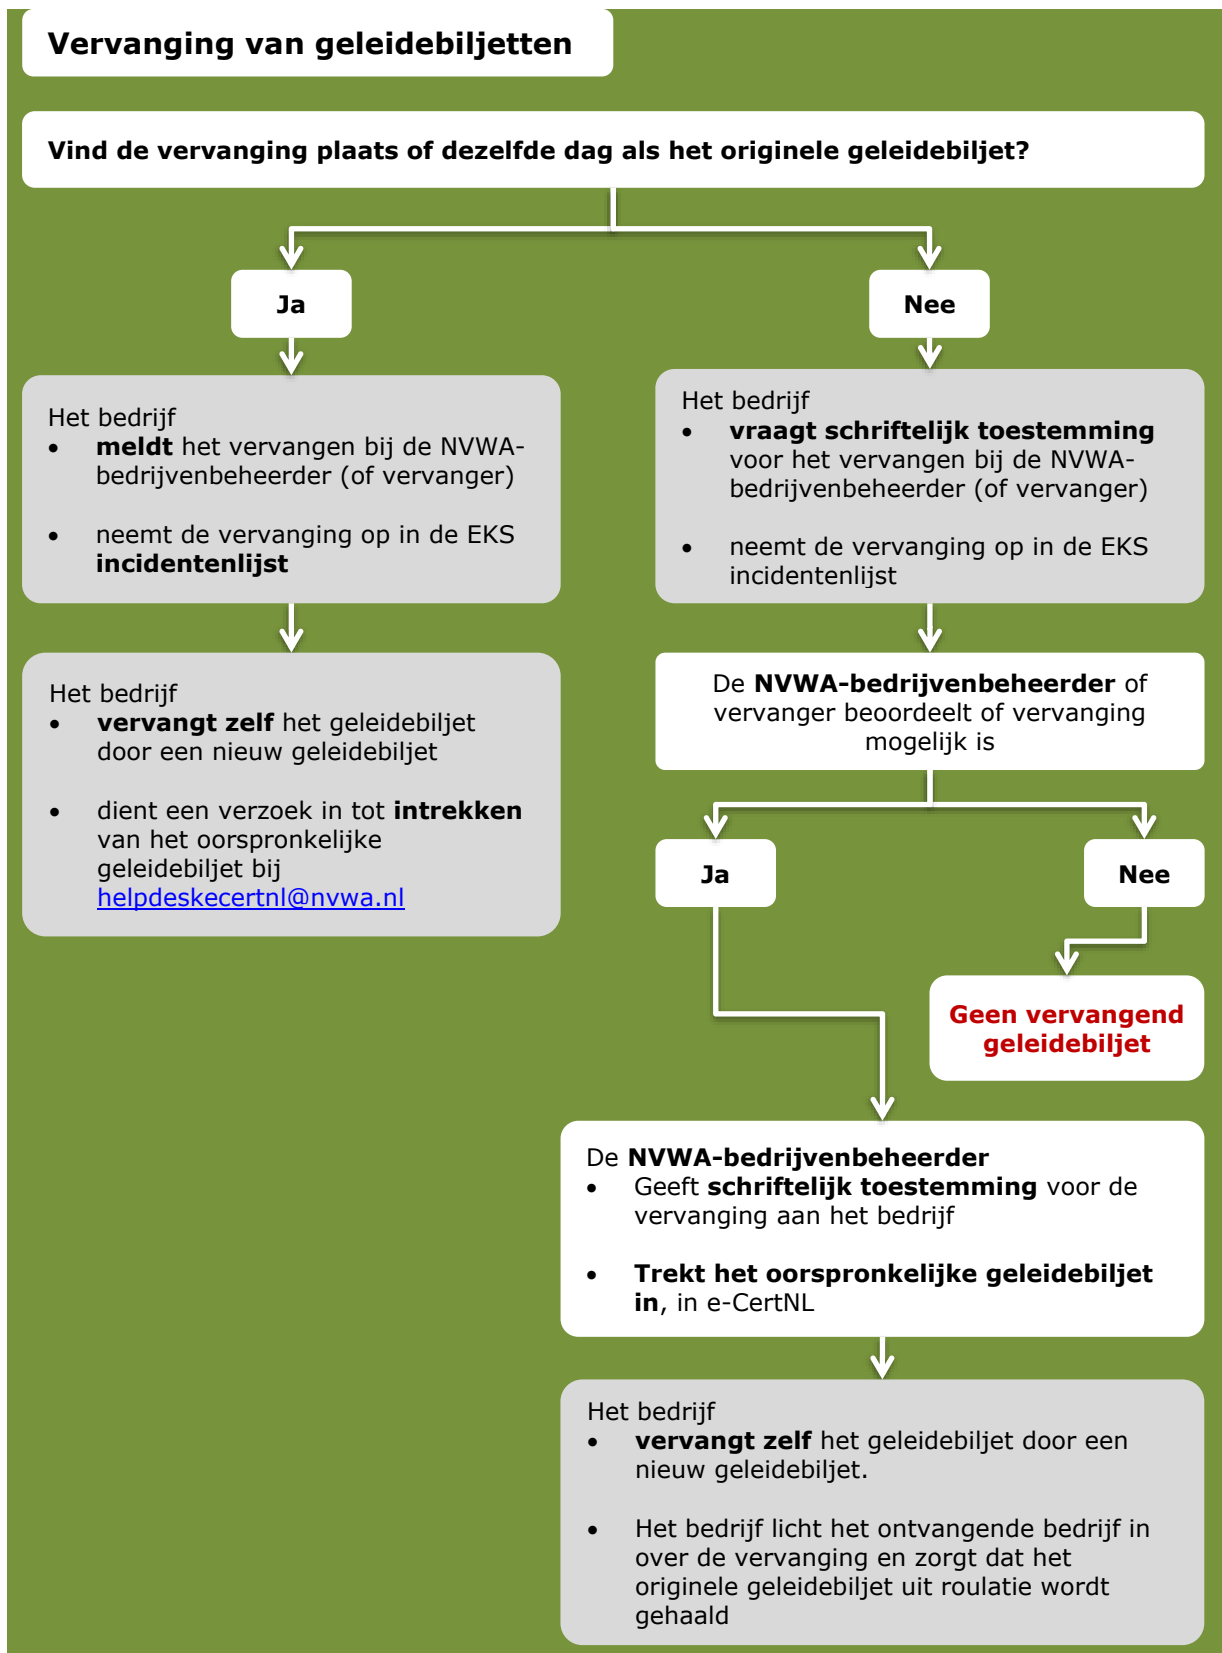 Vervanging van geleidebiljetten
Vind de vervanging plaats of dezelfde dag als het originele geleidebiljet?
Ja
Nee
Het bedrijf
• meldt het vervangen bij de NVWA-
bedrijvenbeheerder (of vervanger)
• neemt de vervanging op in de EKS
incidentenlijst
Het bedrijf
• vraagt schriftelijk toestemming
voor het vervangen bij de NVWA-
bedrijvenbeheerder (of vervanger)
• neemt de vervanging op in de EKS
incidentenlijst
Het bedrijf
• vervangt zelf het geleidebiljet
door een nieuw geleidebiljet
• dient een verzoek in tot intrekken
van het oorspronkelijke
geleidebiljet bij
helpdeskecertnl@nvwa.nl
De NVWA-bedrijvenbeheerder of
vervanger beoordeelt of vervanging
mogelijk is
Ja
Nee
Geen vervangend
geleidebiljet
De NVWA-bedrijvenbeheerder
• Geeft schriftelijk toestemming voor de
vervanging aan het bedrijf
• Trekt het oorspronkelijke geleidebiljet
in, in e-CertNL
Het bedrijf
• vervangt zelf het geleidebiljet door een
nieuw geleidebiljet.
• Het bedrijf licht het ontvangende bedrijf in
over de vervanging en zorgt dat het
originele geleidebiljet uit roulatie wordt
gehaald